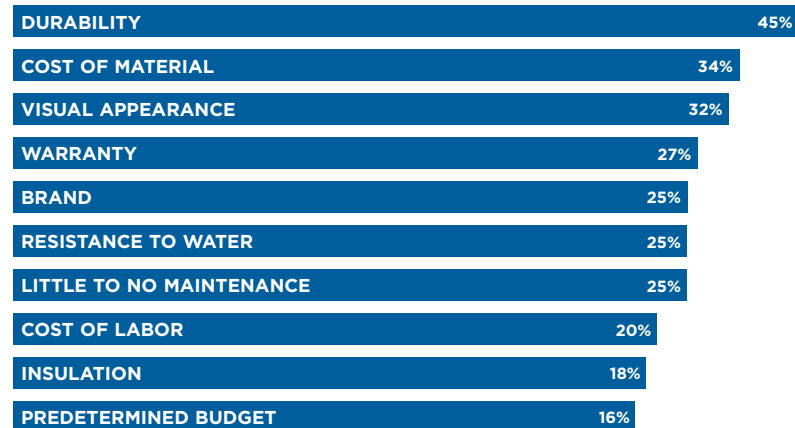 DURABILITY 45%
COST OF MATERIAL 34%
VISUAL APPEARANCE 32%
WARRANTY 27%
BRAND 25%
RESISTANCE TO WATER 25%
LITTLE TO NO MAINTENANCE 25%
COST OF LABOR 20%
INSULATION 18%
PREDETERMINED BUDGET 16%